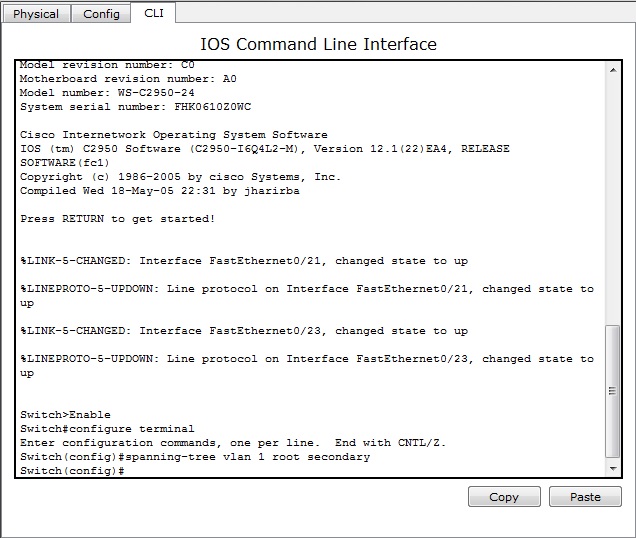 Physical Config CLI
IOS Command Line Interface
Model revision number: C0
Motherboard revision number: A0
Model number: WS-C2950-24
System serial number: FHK0610Z0WC
Cisco Internetwork Operating System Software
IOS (tm) C2950 Software (C2950-I6Q4L2-M), Version 12.1(22)EA4, RELEASE
SOFTWARE(fc1)
Copyright (c) 1986-2005 by cisco Systems, Inc.
Compiled Wed 18-May-05 22:31 by jharirba
Press RETURN to get started!
%LINK-5-CHANGED: Interface FastEthernet0/21, changed state to up
%LINEPROTO-5-UPDOWN: Line protocol on Interface FastEthernet0/21, changed state to
up
%LINK-5-CHANGED: Interface FastEthernet0/23, changed state to up
%LINEPROTO-5-UPDOWN: Line protocol on Interface FastEthernet0/23, changed state to
up
Switch>Enable
Switch#configure terminal
Enter configuration commands, one per line.  End with CNTL/Z.
Switch(config)#spanning-tree vlan 1 root secondary
Switch(config)#
Copy Paste